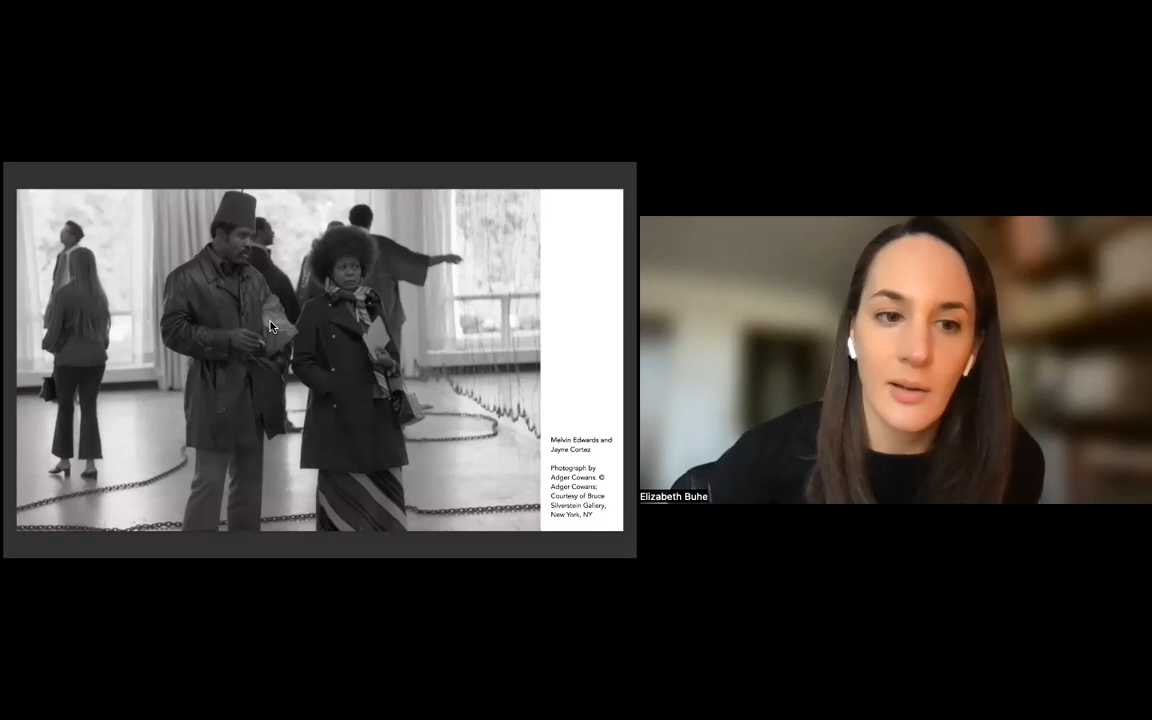 Melvin Edwards and
Jayne Cortez
Photograph by
Adger Cowans. ©
Adger Cowans;
Courtesy of Bruce
Silverstein Gallery,
New York, NY
Elizabeth Buhe